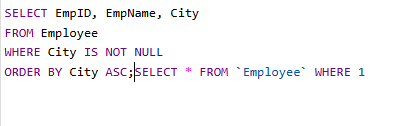 SELECT EmpID, EmpName, City
FROM Employee
WHERE City IS NOT NULL
ORDER BY City ASC;SELECT * FROM `Employee` WHERE 1